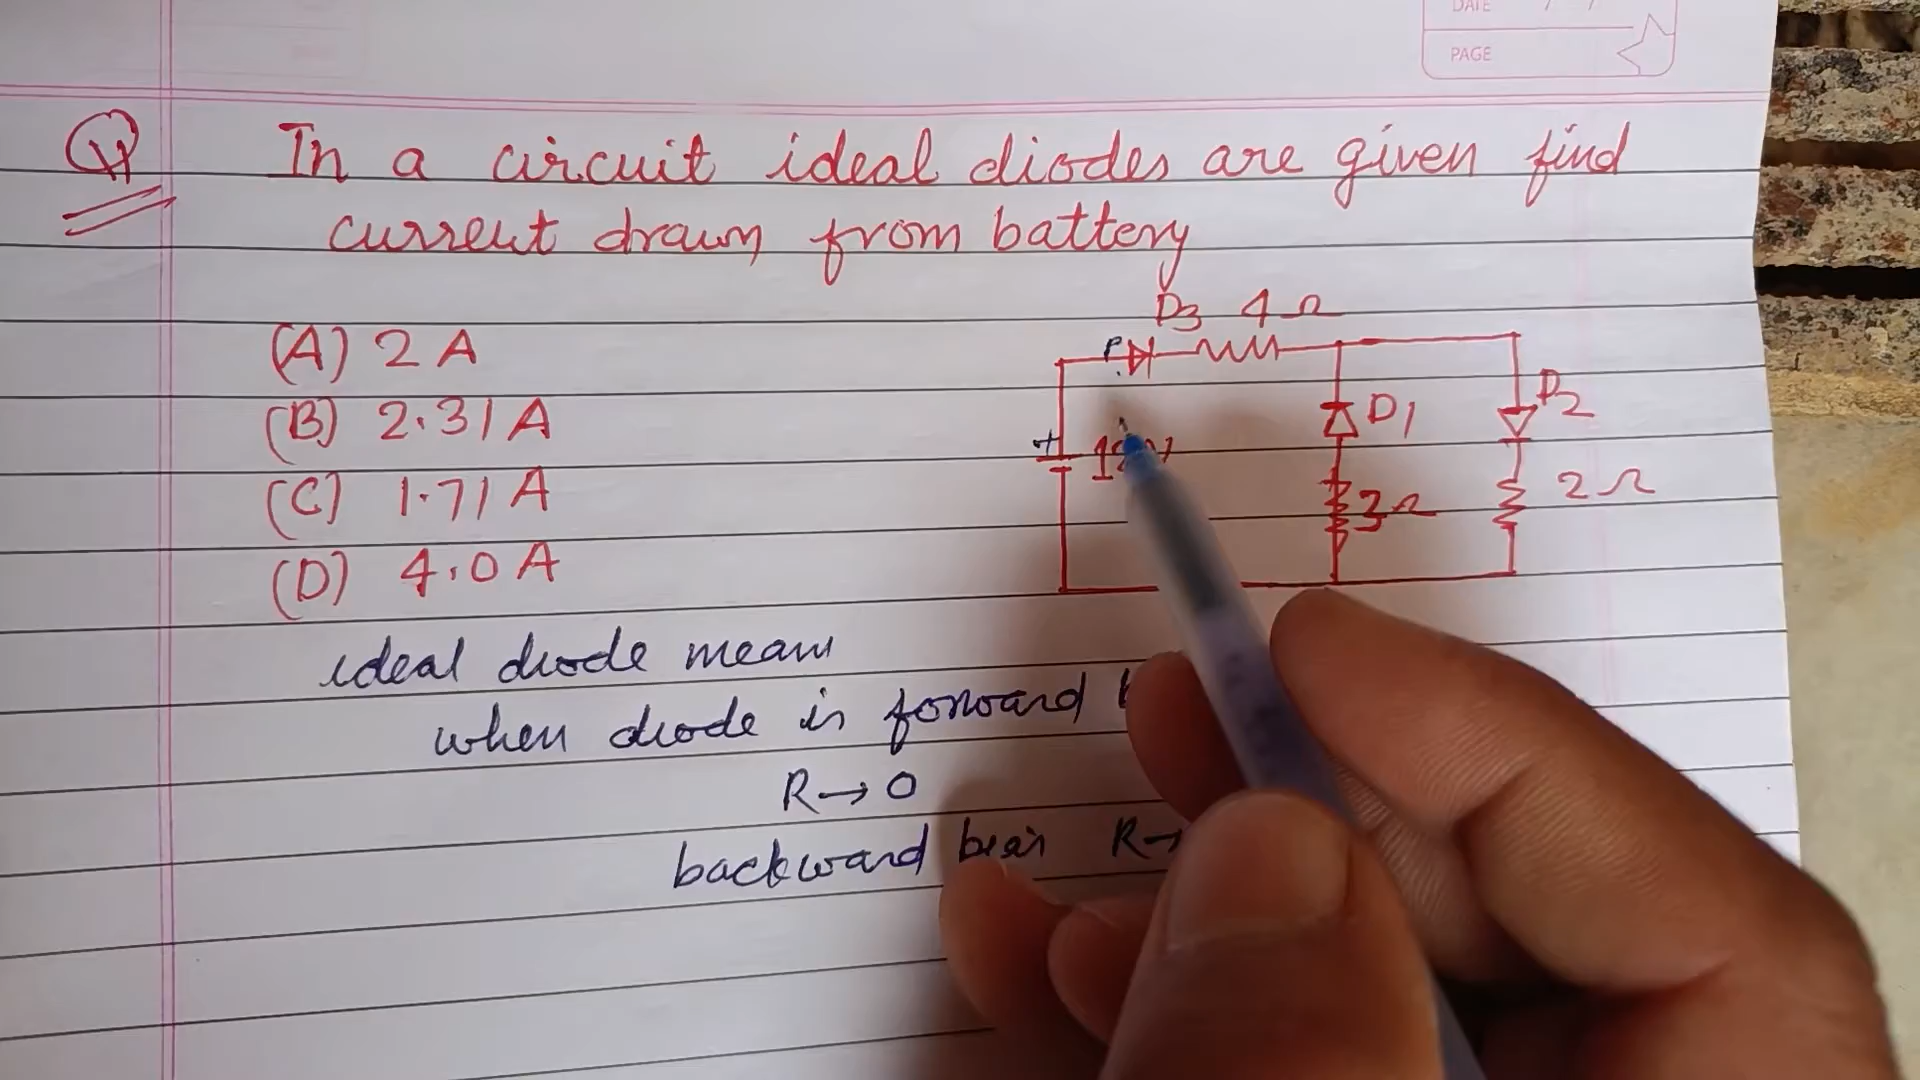 DATE / /
PAGE
Q In a circuit ideal diodes are given find
current drawn from battery
(A) 2 A
(B) 2.31 A
(C) 1.71 A
(D) 4.0 A
D3 4Ω
P
+
D1
D2
3Ω
2Ω
ideal diode mean
when diode is forward
R→0
backward beais R→